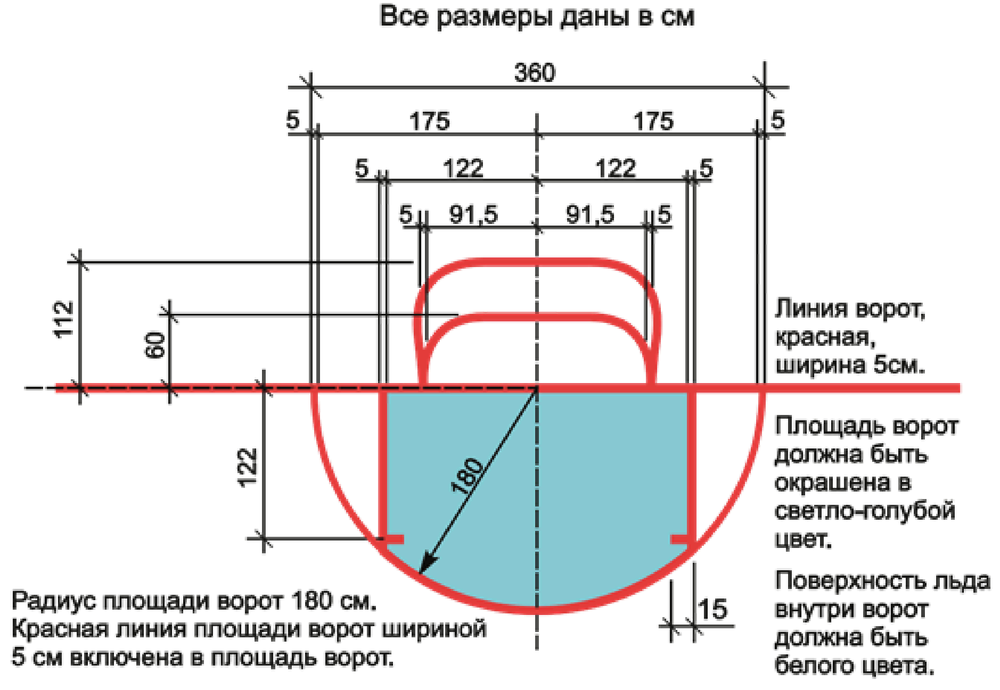 Все размеры даны в см
360
5 175 175 5
5 122 122 5
5 91,5 91,5 5
112
60
122
180
15
Линия ворот,
красная,
ширина 5см.
Площадь ворот
должна быть
окрашена в
светло-голубой
цвет.
Поверхность льда
внутри ворот
должна быть
белого цвета.
Радиус площади ворот 180 см.
Красная линия площади ворот шириной
5 см включена в площадь ворот.